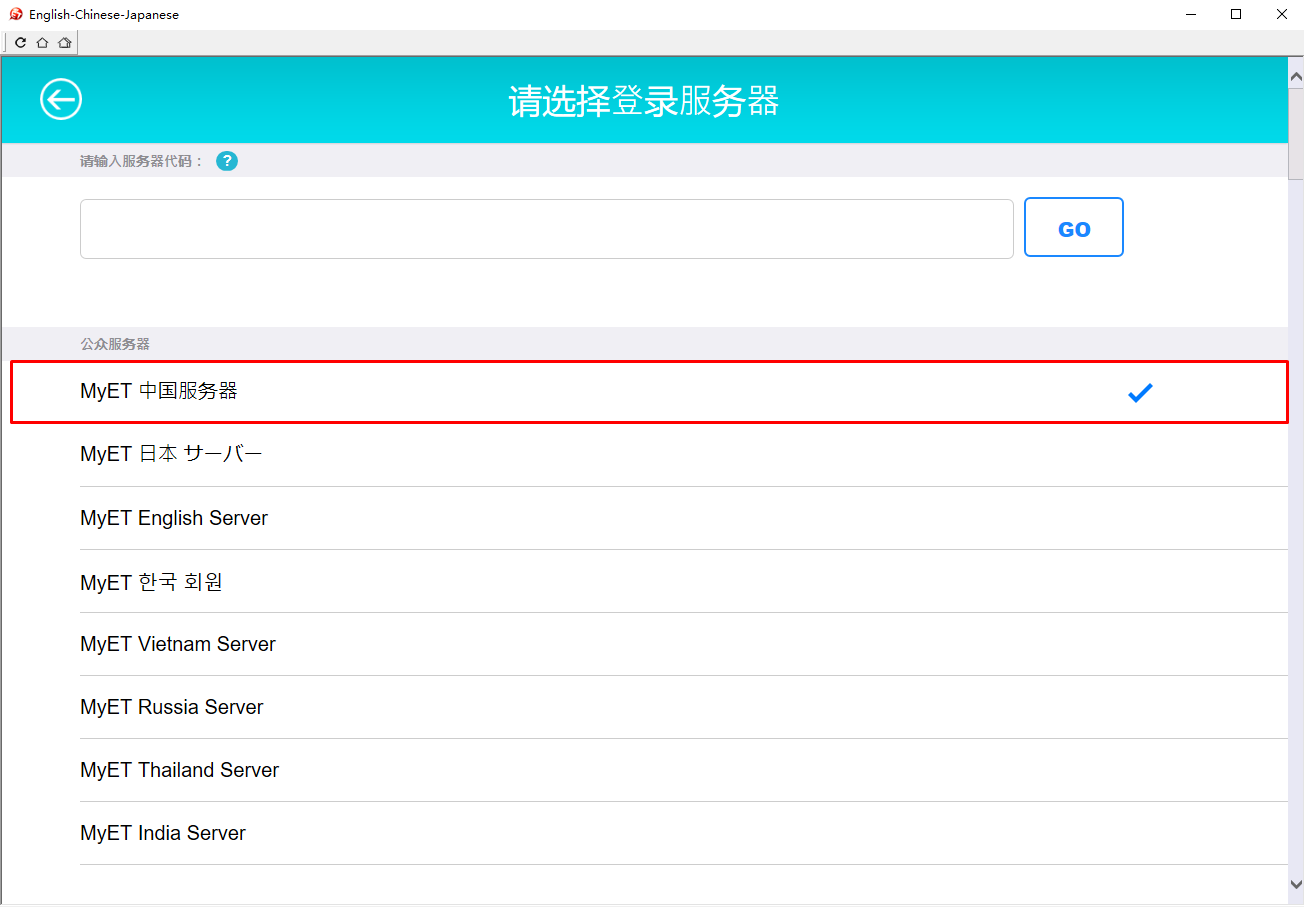 English-Chinese-Japanese
请选择登录服务器
请输入服务器代码：
?
GO
公众服务器
MyET 中国服务器
MyET 日本 サーバー
MyET English Server
MyET 한국 회원
MyET Vietnam Server
MyET Russia Server
MyET Thailand Server
MyET India Server